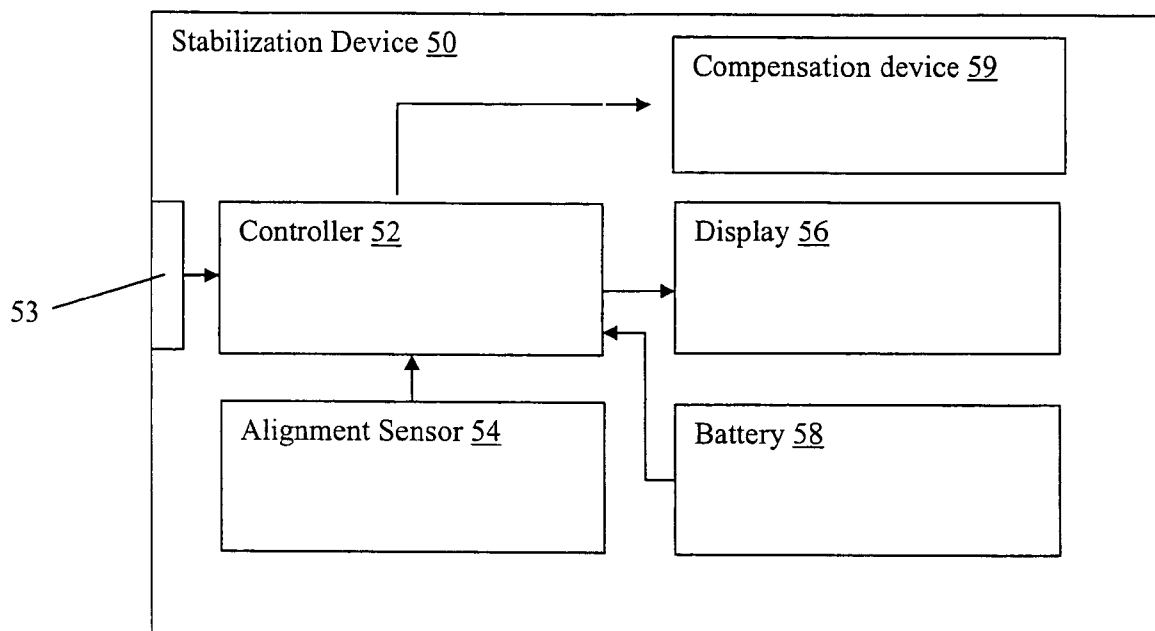 Stabilization Device 50
Compensation device 59
Controller 52
Display 56
53
Alignment Sensor 54
Battery 58